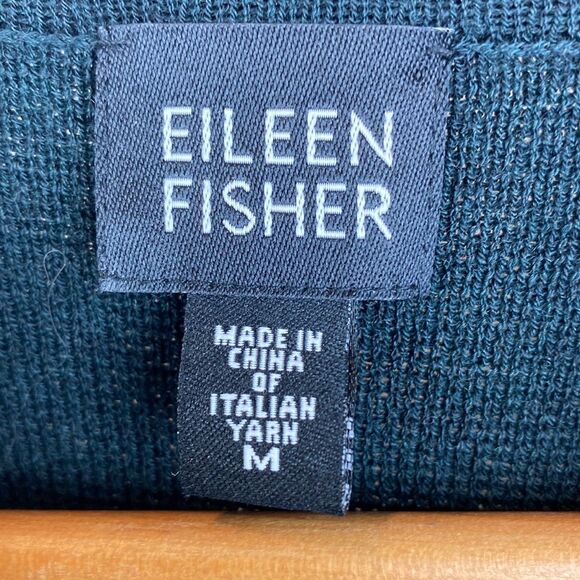 EILEEN
FISHER
MADE IN
CHINA
OF
ITALIAN
YARN
M